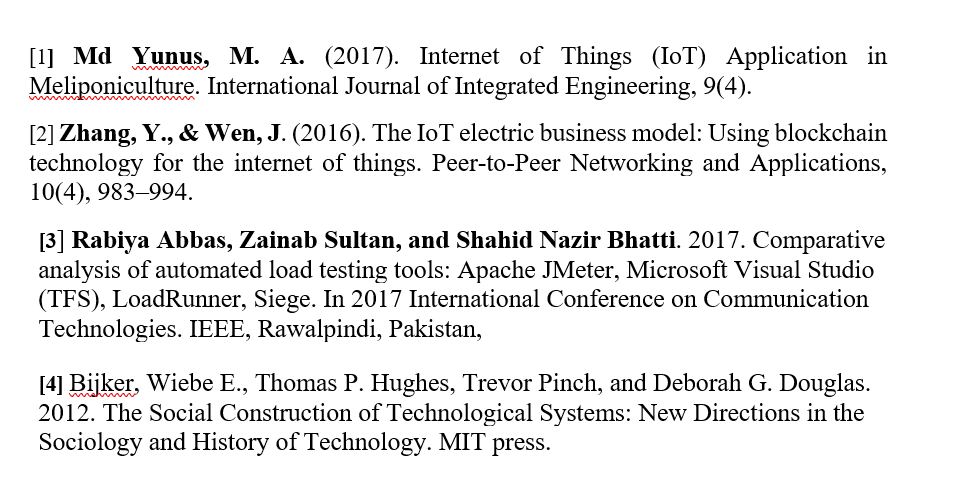 [1] Md Yunus, M. A. (2017). Internet of Things (IoT) Application in
Meliponiculture. International Journal of Integrated Engineering, 9(4).
[2] Zhang, Y., & Wen, J. (2016). The IoT electric business model: Using blockchain
technology for the internet of things. Peer-to-Peer Networking and Applications,
10(4), 983–994.
[3] Rabiya Abbas, Zainab Sultan, and Shahid Nazir Bhatti. 2017. Comparative
analysis of automated load testing tools: Apache JMeter, Microsoft Visual Studio
(TFS), LoadRunner, Siege. In 2017 International Conference on Communication
Technologies. IEEE, Rawalpindi, Pakistan,
[4] Bijker, Wiebe E., Thomas P. Hughes, Trevor Pinch, and Deborah G. Douglas.
2012. The Social Construction of Technological Systems: New Directions in the
Sociology and History of Technology. MIT press.